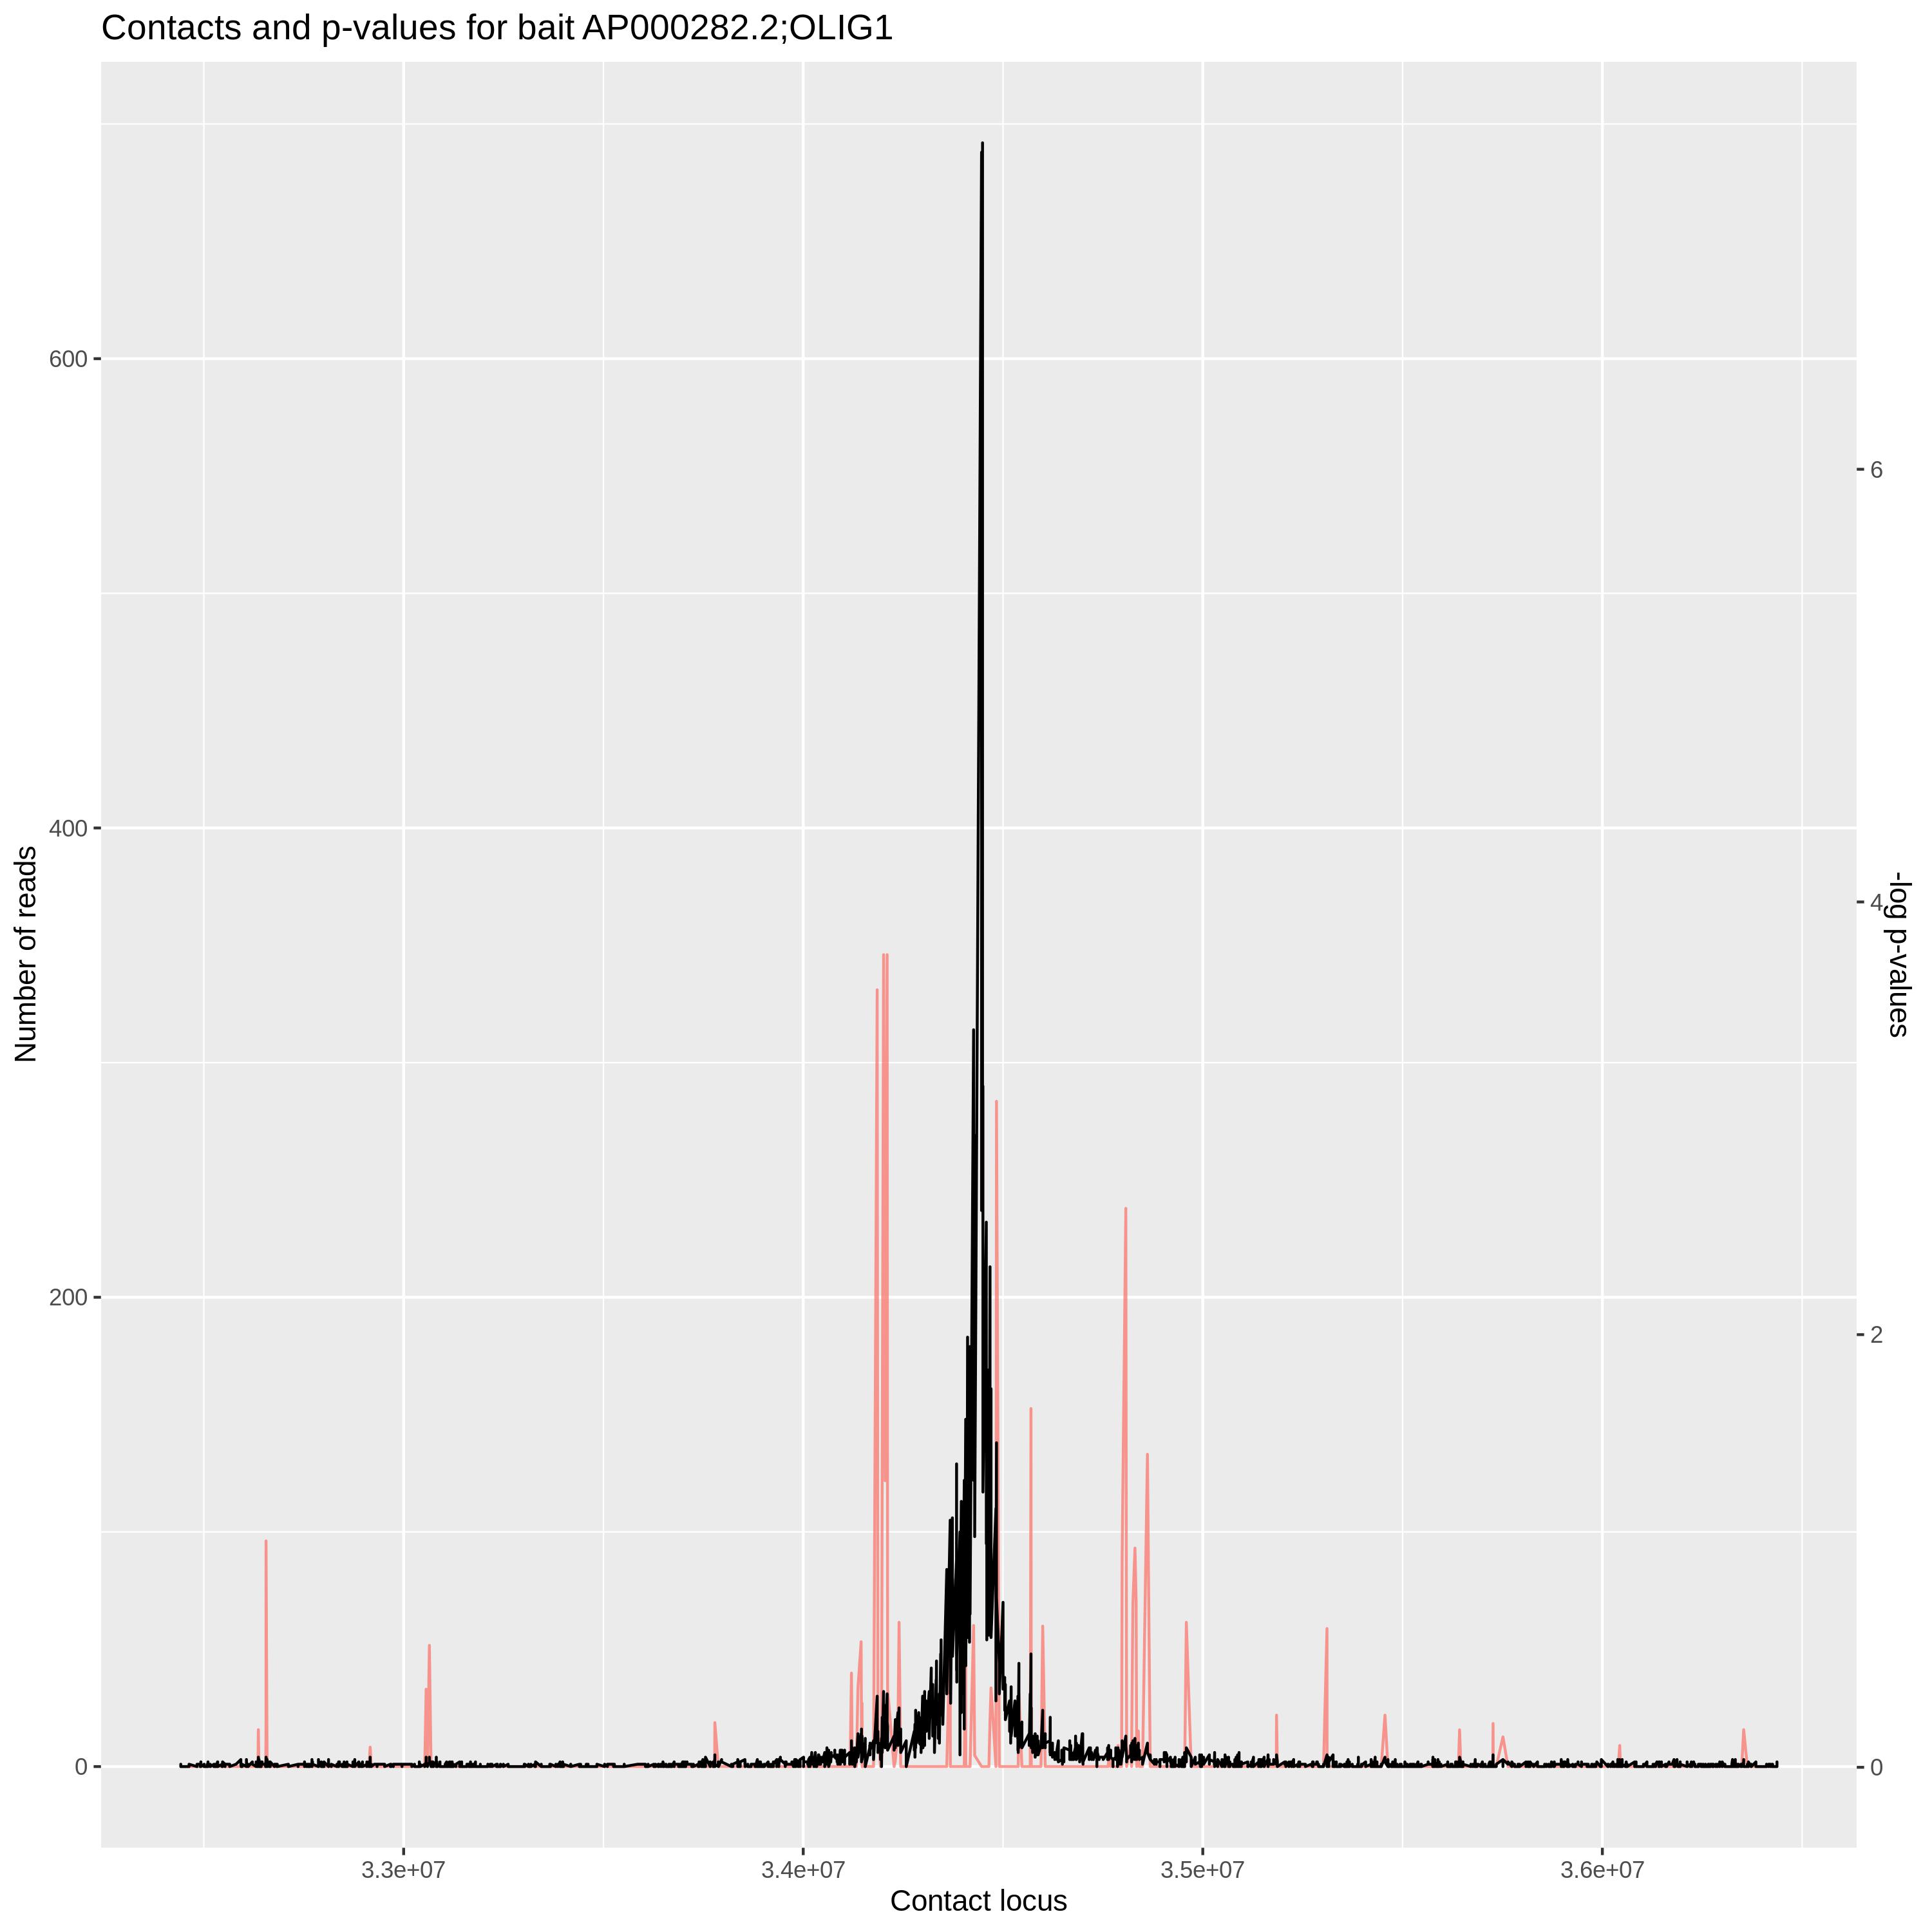 Contacts and p-values for bait AP000282.2;OLIG1
Number of reads
600
400
200
0
6
4
2
0
-log p-values
3.3e+07 3.4e+07 3.5e+07 3.6e+07
Contact locus